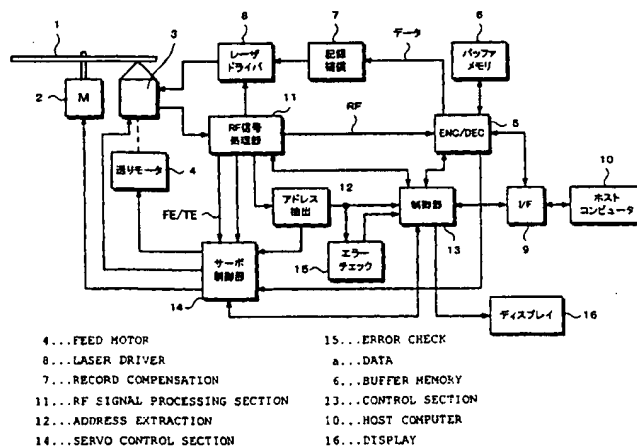 1
3
8
7
6
レーザ
ドライバ
記録
補償
データ
バッファ
メモリ
2
M
11
RF信号
処理部
RF
ENC/DEC
5
送りモータ
4
アドレス
抽出
12
制御部
13
I/F
9
10
ホスト
コンピュータ
FE/TE
15
エラー
チェック
サーボ
制御部
14
ディスプレイ
16
4...FEED MOTOR
8...LASER DRIVER
7...RECORD COMPENSATION
11...RF SIGNAL PROCESSING SECTION
12...ADDRESS EXTRACTION
14...SERVO CONTROL SECTION
15...ERROR CHECK
a...DATA
6...BUFFER MEMORY
13...CONTROL SECTION
10...HOST COMPUTER
16...DISPLAY